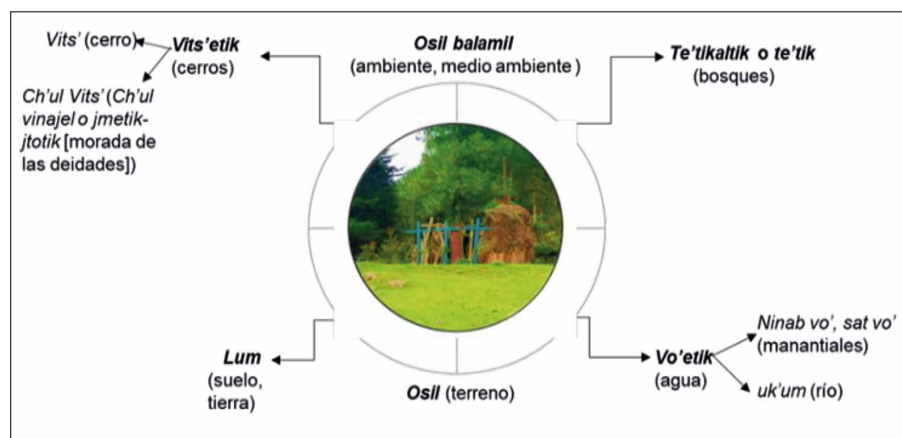 Vits' (cerro)
Vits'etik
(cerros)
Ch'ul Vits' (Ch'ul
vinajel o jmetik-
jtotik [morada de
las deidades])
Osil balamil
(ambiente, medio ambiente )
Te'tikaltik o te'tik
(bosques)
Lum
(suelo,
tierra)
Osil (terreno)
Vo'etik
(agua)
Ninab vo', sat vo'
(manantiales)
uk'um (río)